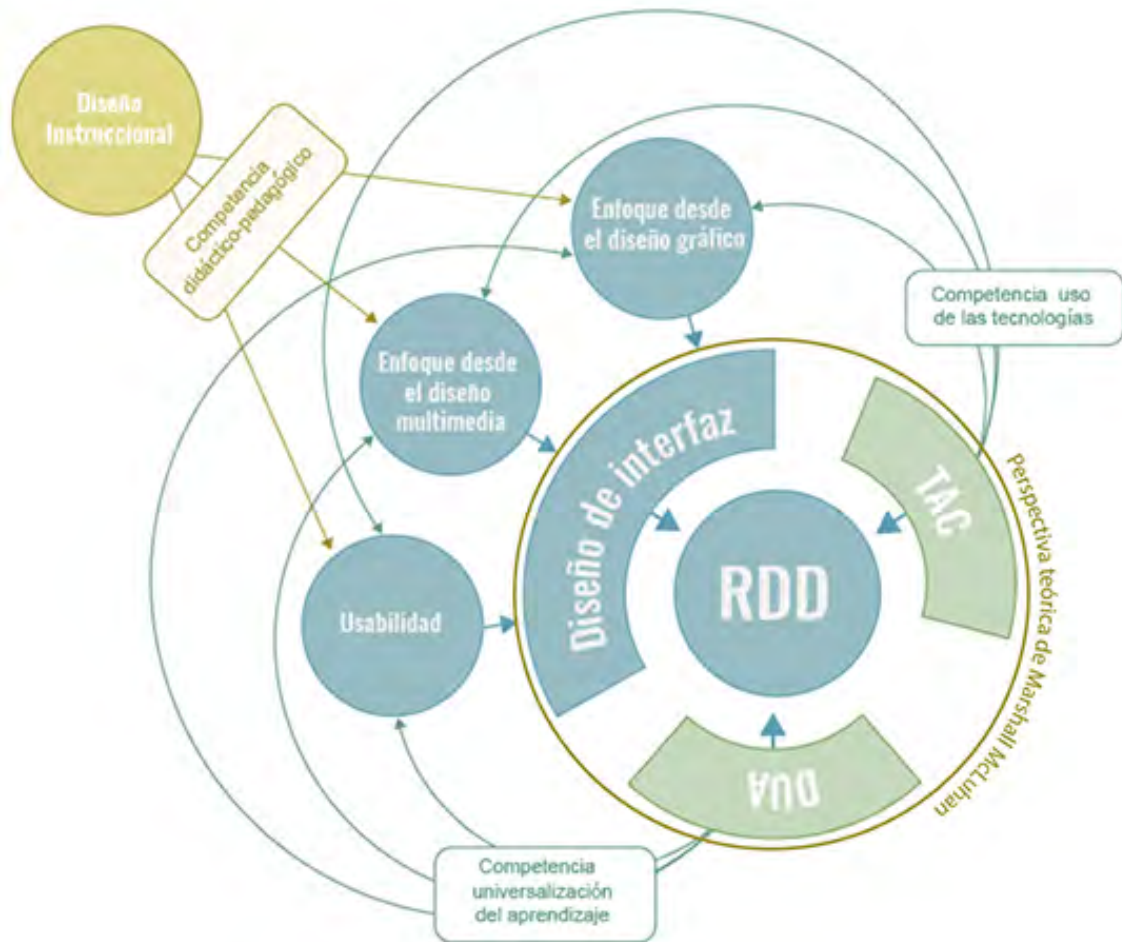 Diseño
Instruccional
Competencia
didáctico-pedagógico
Enfoque desde
el diseño gráfico
Competencia uso
de las tecnologías
Enfoque desde
el diseño
multimedia
Diseño de interfaz
TAC
RDD
Usabilidad
DUA
Perspectiva teórica de Marshall McLuhan
Competencia
universalización
del aprendizaje